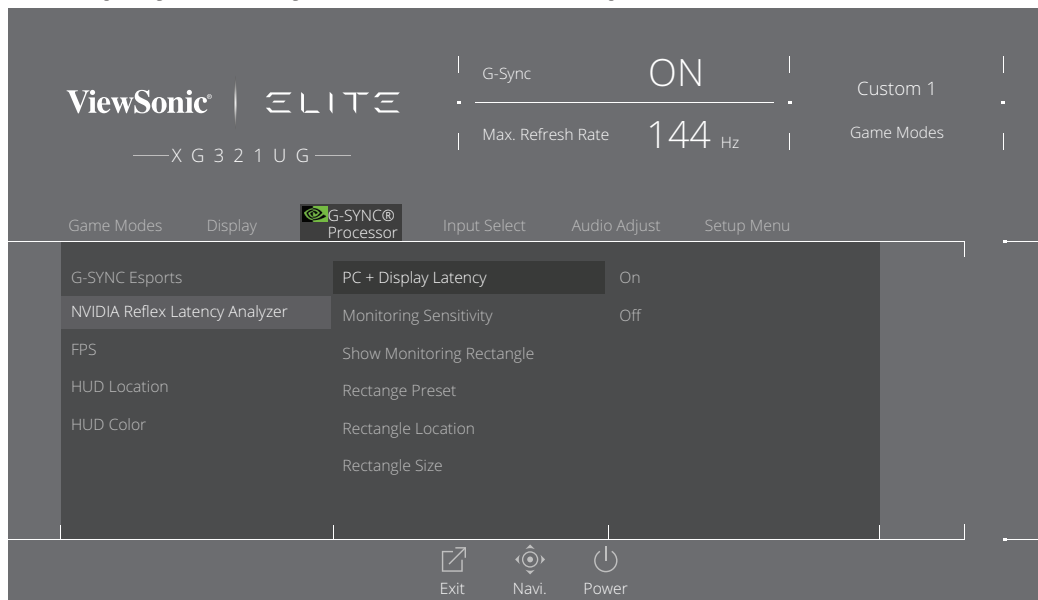 ViewSonic® ELITE
XG321UG
G-Sync ON
Max. Refresh Rate 144 Hz
Custom 1
Game Modes
Game Modes Display G-SYNC® Processor Input Select Audio Adjust Setup Menu
G-SYNC Esports
NVIDIA Reflex Latency Analyzer
FPS
HUD Location
HUD Color
PC + Display Latency
Monitoring Sensitivity
Show Monitoring Rectangle
Rectange Preset
Rectangle Location
Rectangle Size
On
Off
Exit Navi. Power